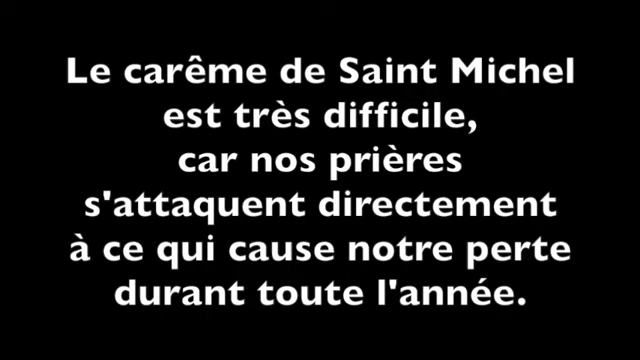 Le carême de Saint Michel
est très difficile,
car nos prières
s'attaquent directement
à ce qui cause notre perte
durant toute l'année.